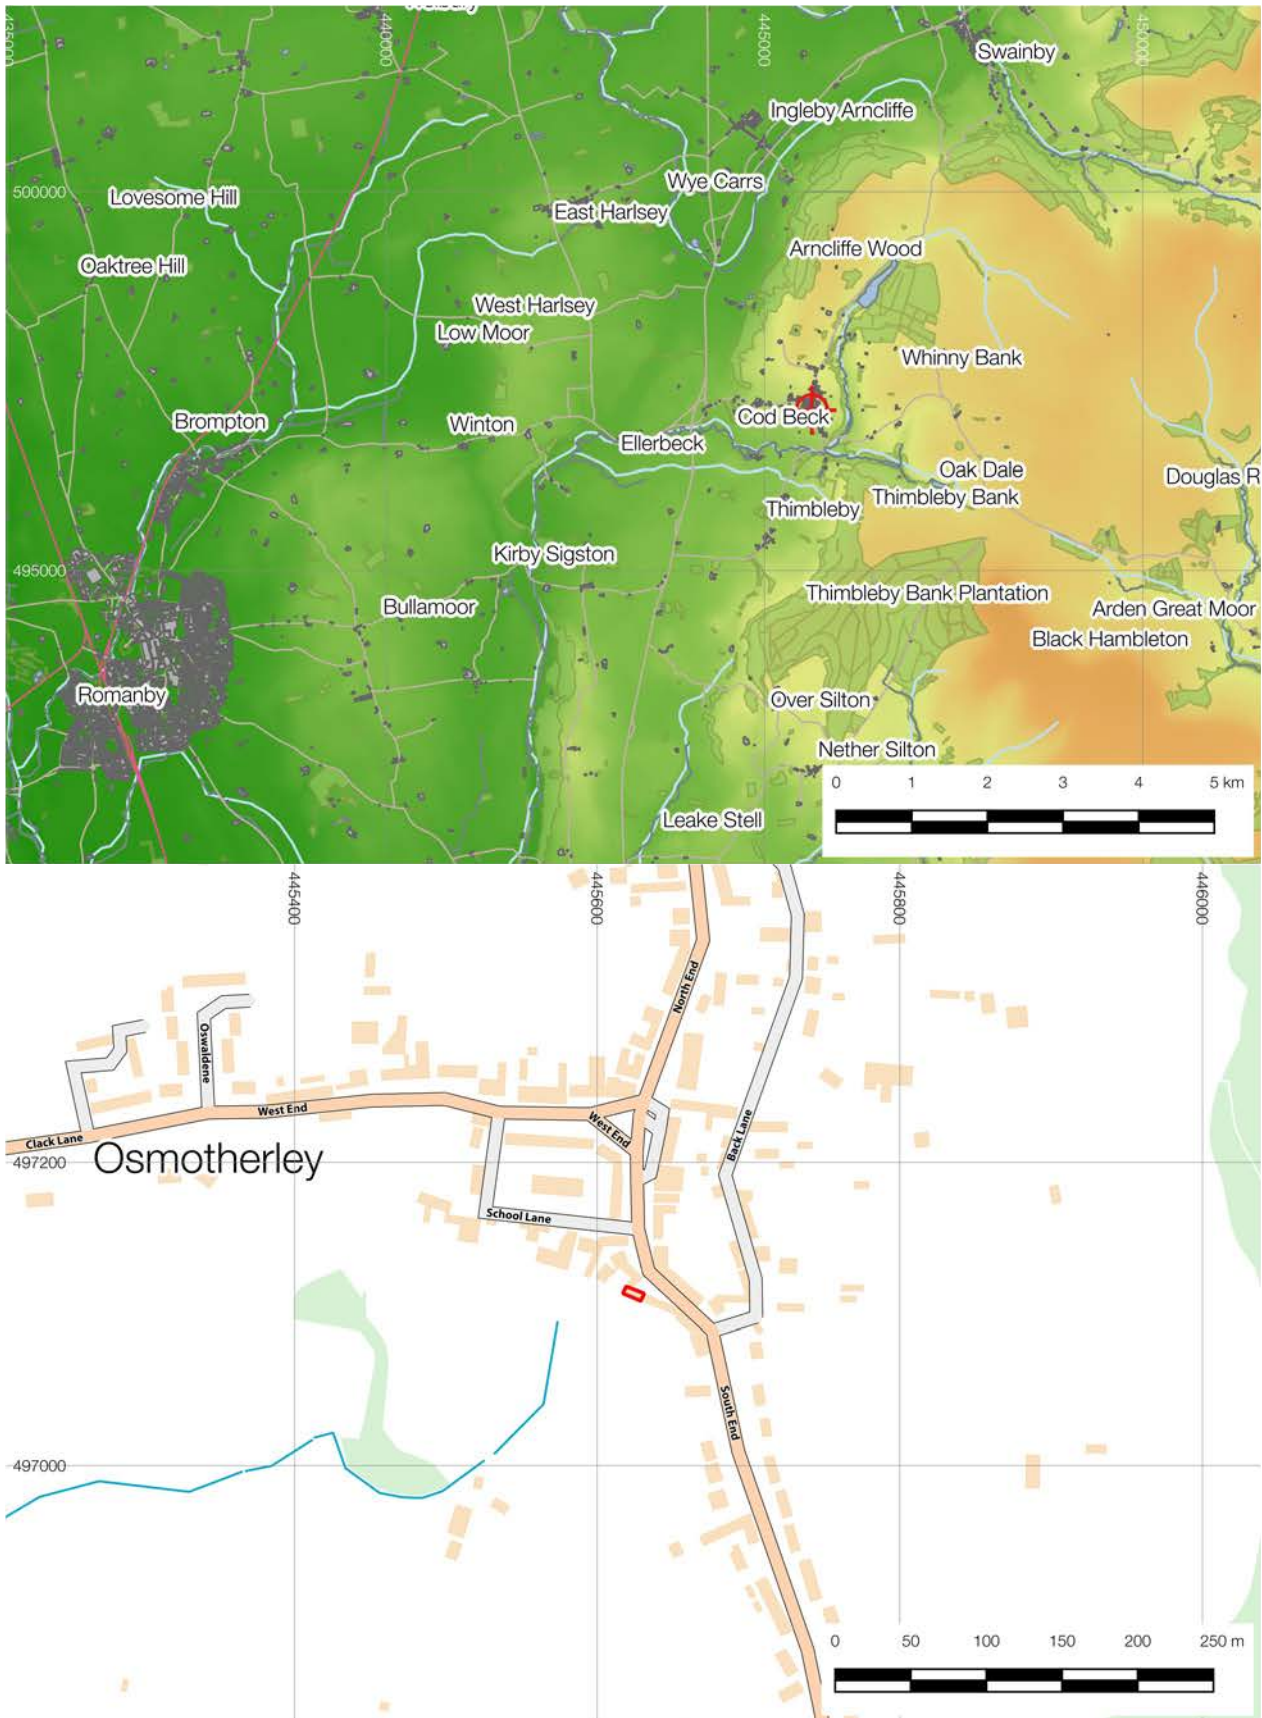 Swainby
435000
440000
445000
450000
Ingleby Arncliffe
Wye Carrs
500000
Lovesome Hill
East Harlsey
Arncliffe Wood
Oaktree Hill
West Harlsey
Low Moor
Whinny Bank
Brompton
Winton
Cod Beck
Ellerbeck
Oak Dale
Douglas R
Thimbleby Bank
Thimbleby
Kirby Sigston
495000
Thimbleby Bank Plantation
Bullamoor
Arden Great Moor
Black Hambleton
Romanby
Over Silton
Nether Silton
0 1 2 3 4 5 km
Leake Stell
445400
445600
445800
446000
North End
Oswaldene
West End
West End
Back Lane
Clack Lane
Osmotherley
497200
School Lane
South End
497000
0 50 100 150 200 250 m